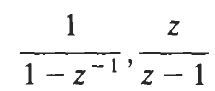 1/(1 − z⁻¹), z/(z − 1)